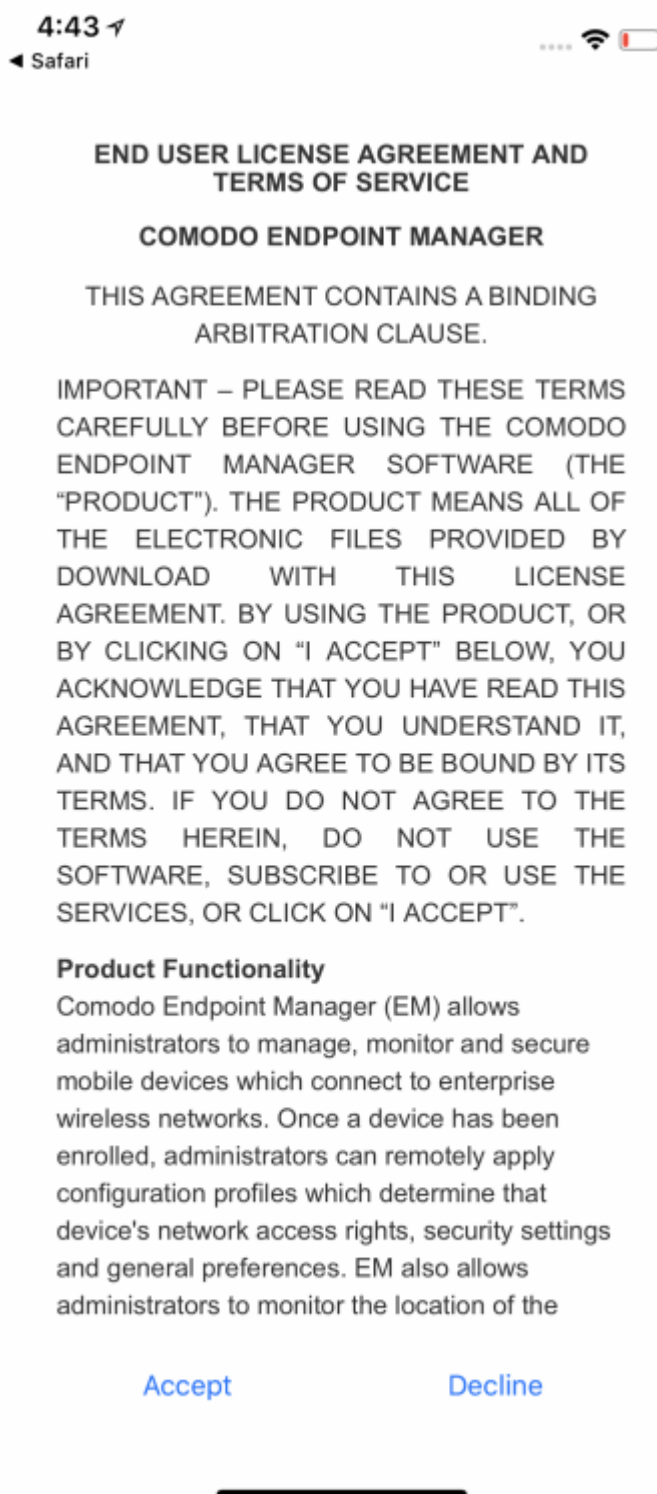 4:43
◀ Safari
END USER LICENSE AGREEMENT AND
TERMS OF SERVICE
COMODO ENDPOINT MANAGER
THIS AGREEMENT CONTAINS A BINDING
ARBITRATION CLAUSE.
IMPORTANT – PLEASE READ THESE TERMS
CAREFULLY BEFORE USING THE COMODO
ENDPOINT MANAGER SOFTWARE (THE
“PRODUCT”). THE PRODUCT MEANS ALL OF
THE ELECTRONIC FILES PROVIDED BY
DOWNLOAD WITH THIS LICENSE
AGREEMENT. BY USING THE PRODUCT, OR
BY CLICKING ON “I ACCEPT” BELOW, YOU
ACKNOWLEDGE THAT YOU HAVE READ THIS
AGREEMENT, THAT YOU UNDERSTAND IT,
AND THAT YOU AGREE TO BE BOUND BY ITS
TERMS. IF YOU DO NOT AGREE TO THE
TERMS HEREIN, DO NOT USE THE
SOFTWARE, SUBSCRIBE TO OR USE THE
SERVICES, OR CLICK ON “I ACCEPT”.
Product Functionality
Comodo Endpoint Manager (EM) allows
administrators to manage, monitor and secure
mobile devices which connect to enterprise
wireless networks. Once a device has been
enrolled, administrators can remotely apply
configuration profiles which determine that
device's network access rights, security settings
and general preferences. EM also allows
administrators to monitor the location of the
Accept Decline